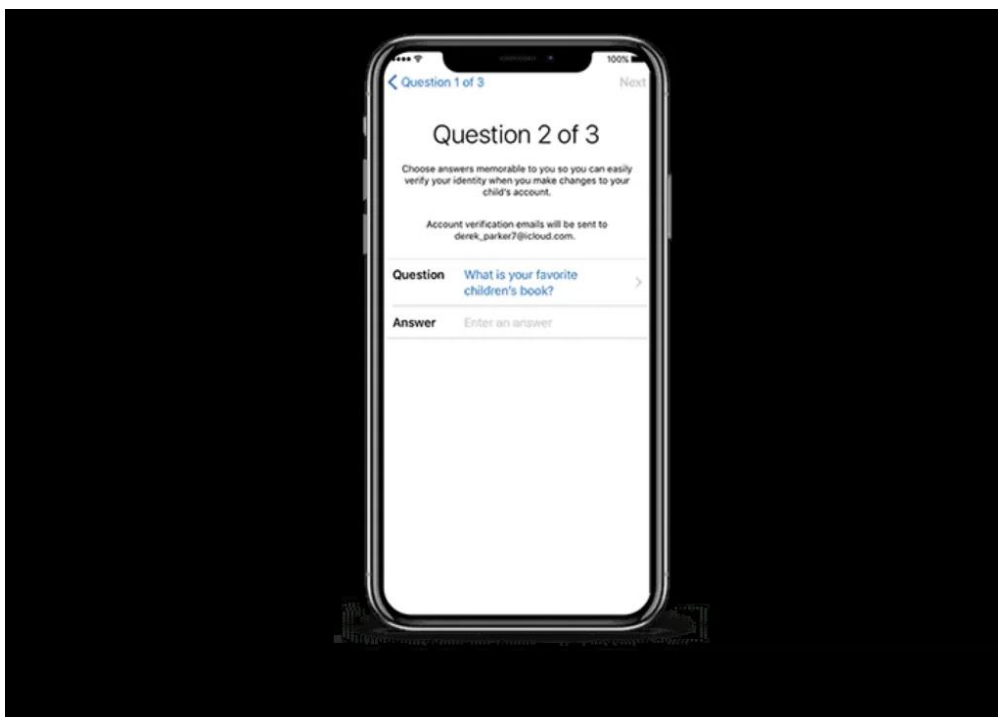 100%
Question 1 of 3 Next
Question 2 of 3
Choose answers memorable to you so you can easily
verify your identity when you make changes to your
child's account.
Account verification emails will be sent to
derek_parker7@icloud.com.
Question What is your favorite
children's book?
Answer Enter an answer